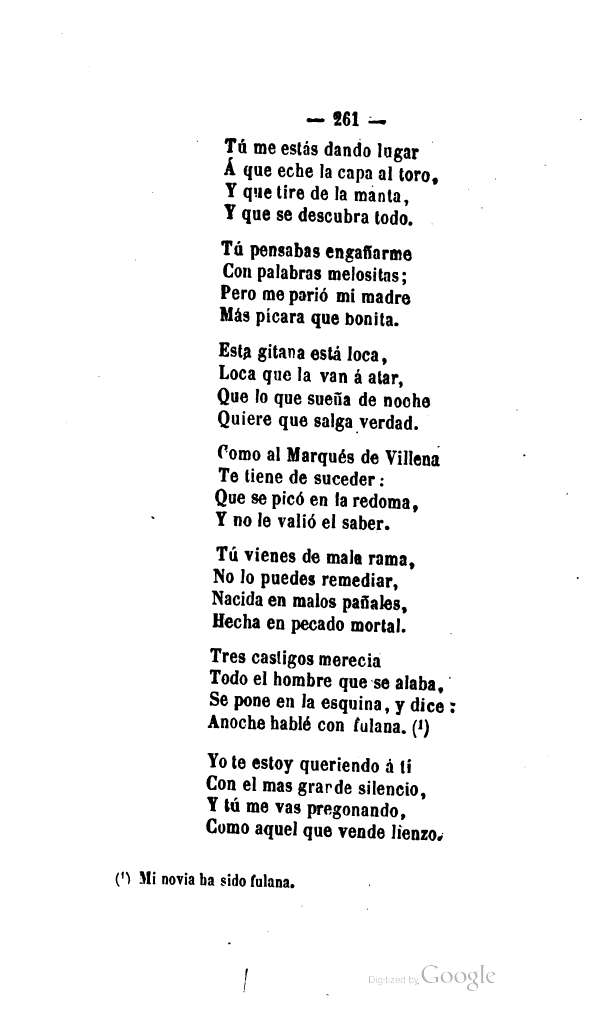 — 261 —
Tú me estás dando lugar
Á que eche la capa al toro,
Y que tire de la manta,
Y que se descubra todo.
Tú pensabas engañarme
Con palabras melositas;
Pero me parió mi madre
Más pícara que bonita.
Esta gitana está loca,
Loca que la van á atar,
Que lo que sueña de noche
Quiere que salga verdad.
Como al Marqués de Villena
Te tiene de suceder:
Que se picó en la redoma,
Y no le valió el saber.
Tú vienes de mala rama,
No lo puedes remediar,
Nacida en malos pañales,
Hecha en pecado mortal.
Tres castigos merecia
Todo el hombre que se alaba,
Se pone en la esquina, y dice:
Anoche hablé con fulana. (¹)
Yo te estoy queriendo á tí
Con el mas grande silencio,
Y tú me vas pregonando,
Como aquel que vende lienzo.
(¹) Mi novia ha sido fulana.
Digitized by Google